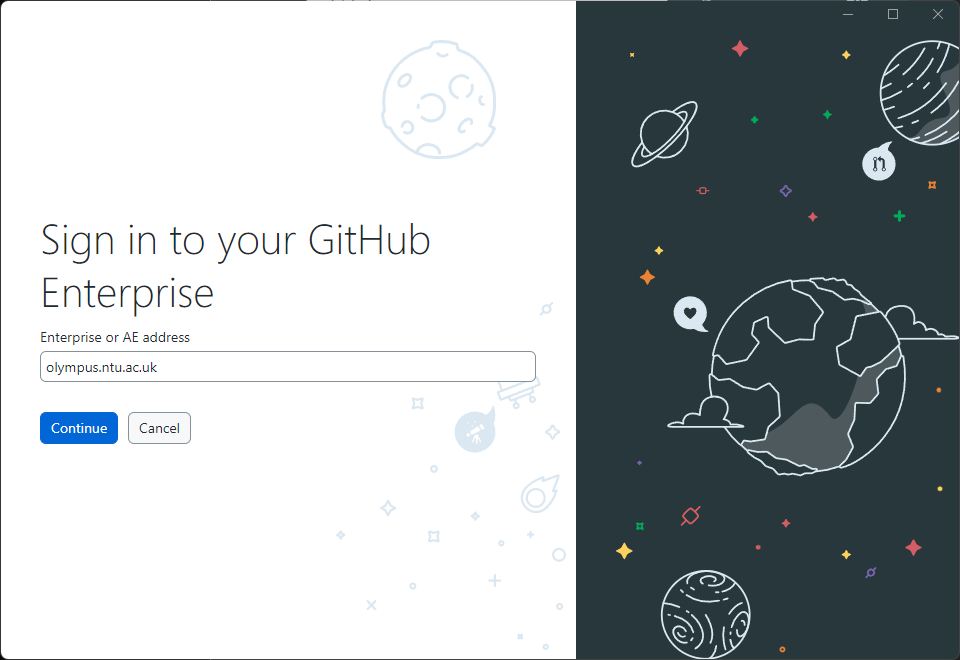 Sign in to your GitHub
Enterprise
Enterprise or AE address
olympus.ntu.ac.uk
Continue
Cancel